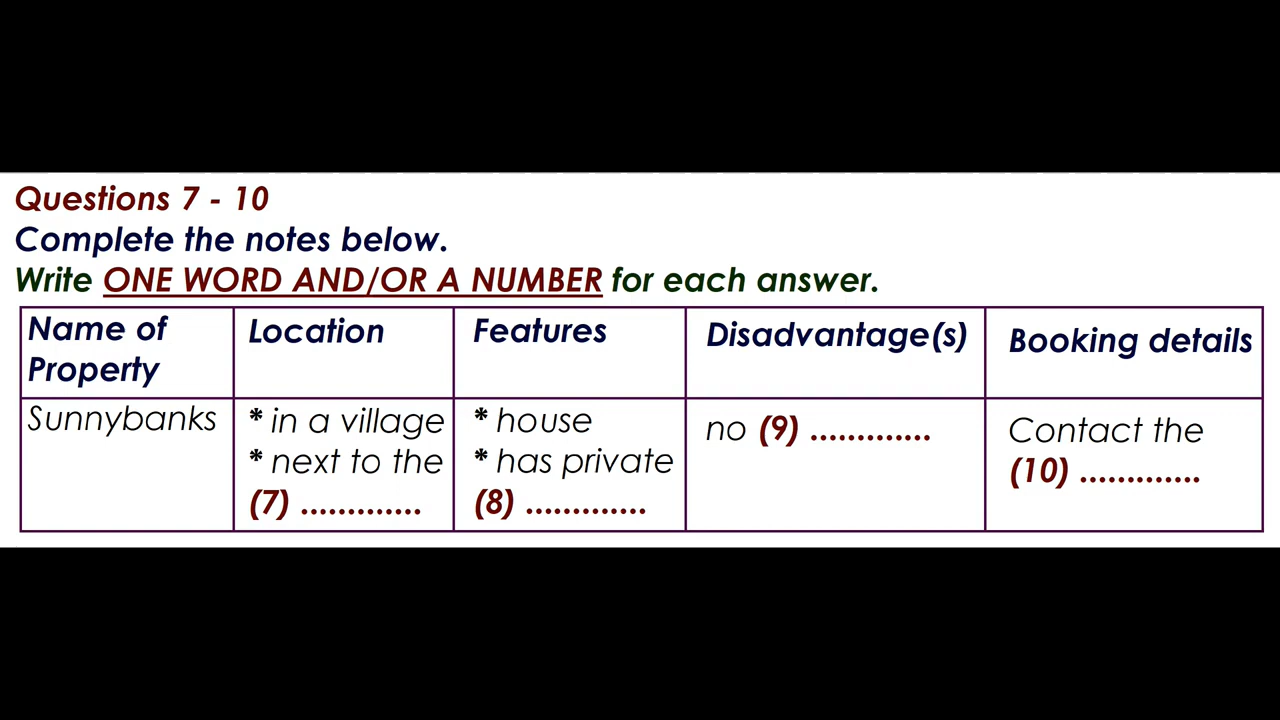 Questions 7 - 10
Complete the notes below.
Write ONE WORD AND/OR A NUMBER for each answer.
Name of
Property
Location
Features
Disadvantage(s)
Booking details
Sunnybanks
* in a village
* next to the
(7) .............
* house
* has private
(8) .............
no (9) .............
Contact the
(10) .............